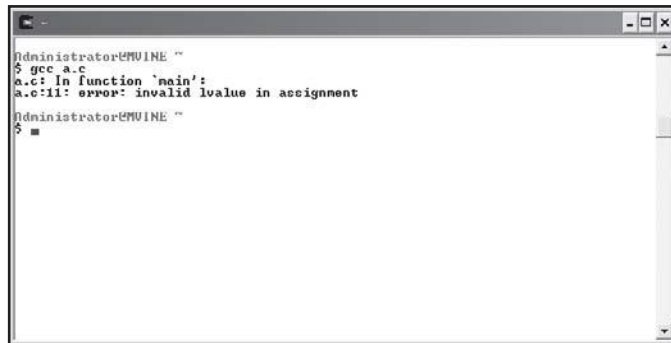 Administrator@MVINE ~
$ gcc a.c
a.c: In function `main':
a.c:11: error: invalid lvalue in assignment
Administrator@MVINE ~
$